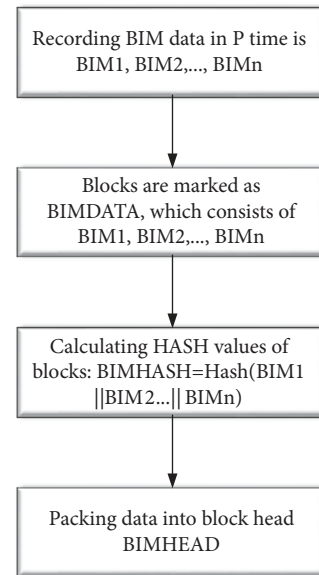 Recording BIM data in P time is
BIM1, BIM2,..., BIMn
Blocks are marked as
BIMDATA, which consists of
BIM1, BIM2,..., BIMn
Calculating HASH values of
blocks: BIMHASH=Hash(BIM1
||BIM2...|| BIMn)
Packing data into block head
BIMHEAD